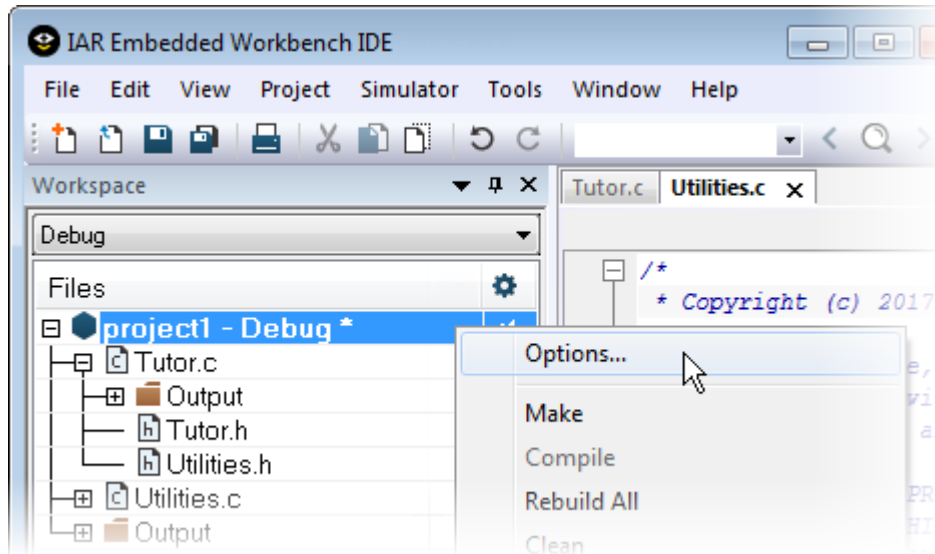 IAR Embedded Workbench IDE
File Edit View Project Simulator Tools Window Help
Workspace
Tutor.c Utilities.c
Debug
/*
* Copyright (c) 2017
Files
project1 - Debug *
Tutor.c
Output
Tutor.h
Utilities.h
Utilities.c
Output
Options...
Make
Compile
Rebuild All
Clean